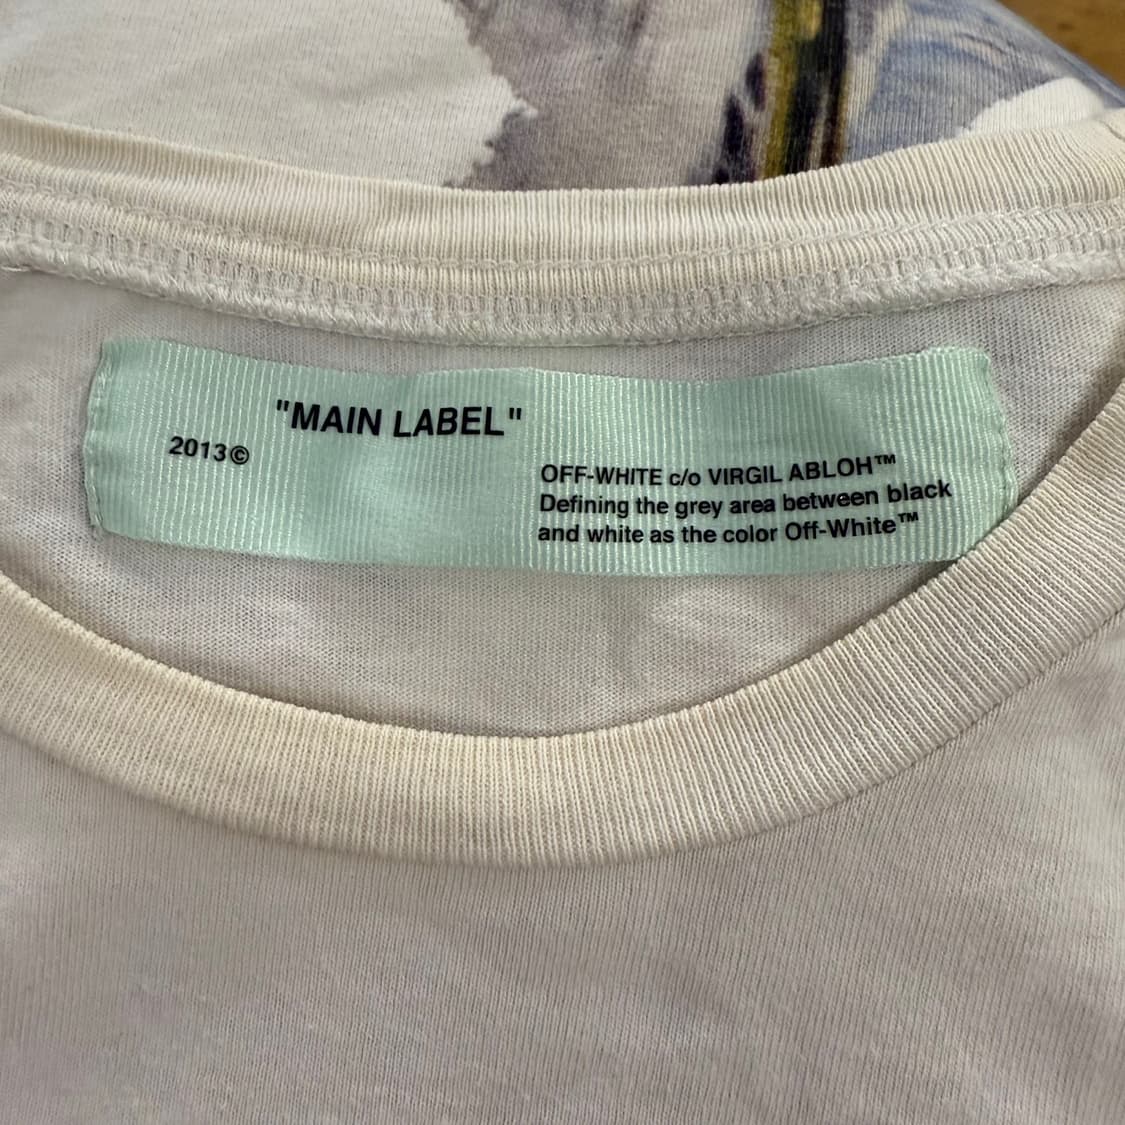 "MAIN LABEL"
2013©
OFF-WHITE c/o VIRGIL ABLOH™
Defining the grey area between black
and white as the color Off-White™